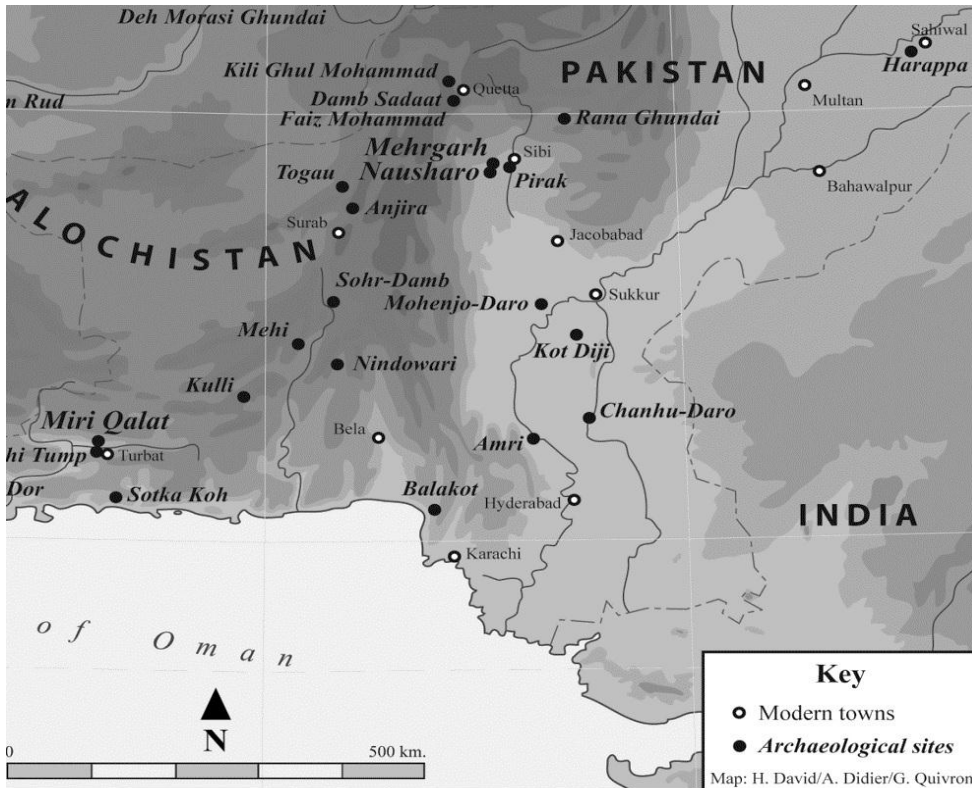 Deh Morasi Ghundai
Sahiwal
Harappa
Kili Ghul Mohammad
Quetta
PAKISTAN
Multan
n Rud
Damb Sadaat
Faiz Mohammad
Rana Ghundai
Mehrgarh
Sibi
Nausharo
Pirak
Bahawalpur
Togau
Anjira
Surab
Jacobabad
ALOCHISTAN
Sohr-Damb
Mohenjo-Daro
Sukkur
Mehi
Kot Diji
Nindowari
Kulli
Chanhu-Daro
Miri Qalat
Bela
Amri
hi Tump
Turbat
Dor
Sotka Koh
Balakot
Hyderabad
INDIA
Karachi
of Oman
N
0
500 km.
Key
Modern towns
Archaeological sites
Map: H. David/A. Didier/G. Quivron